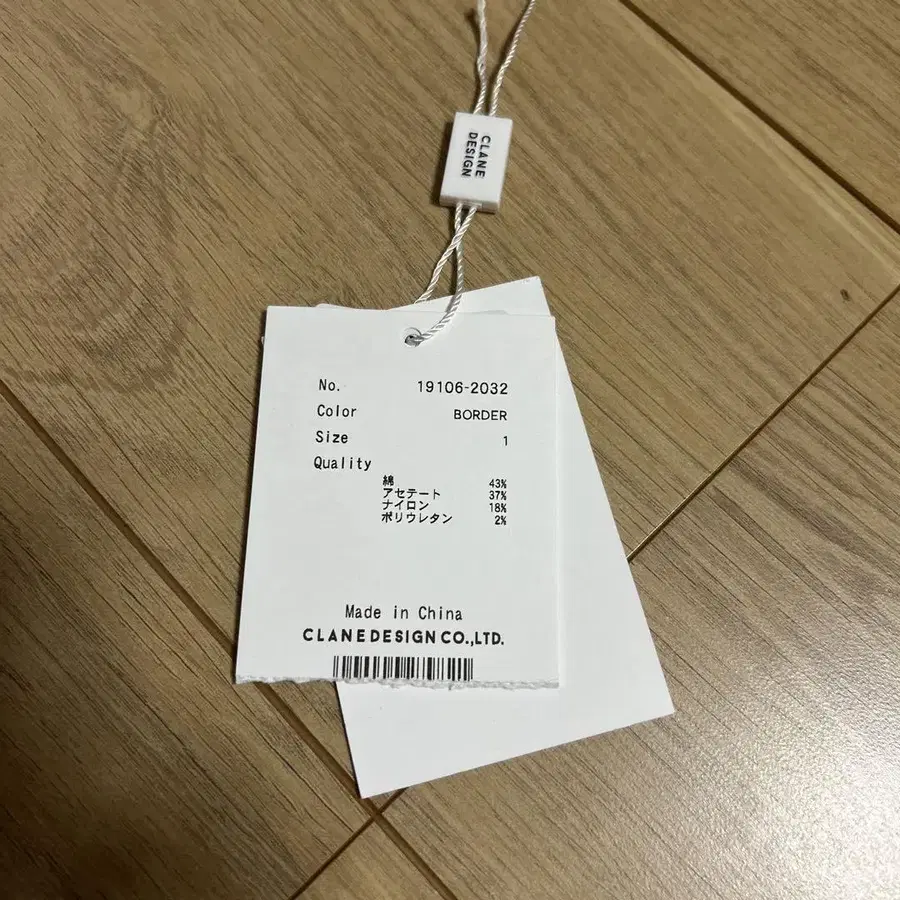 CLANE
DESIGN
No. 19106-2032
Color BORDER
Size 1
Quality
綿 43%
アセテート 37%
ナイロン 18%
ポリウレタン 2%
Made in China
CLANE DESIGN CO.,LTD.